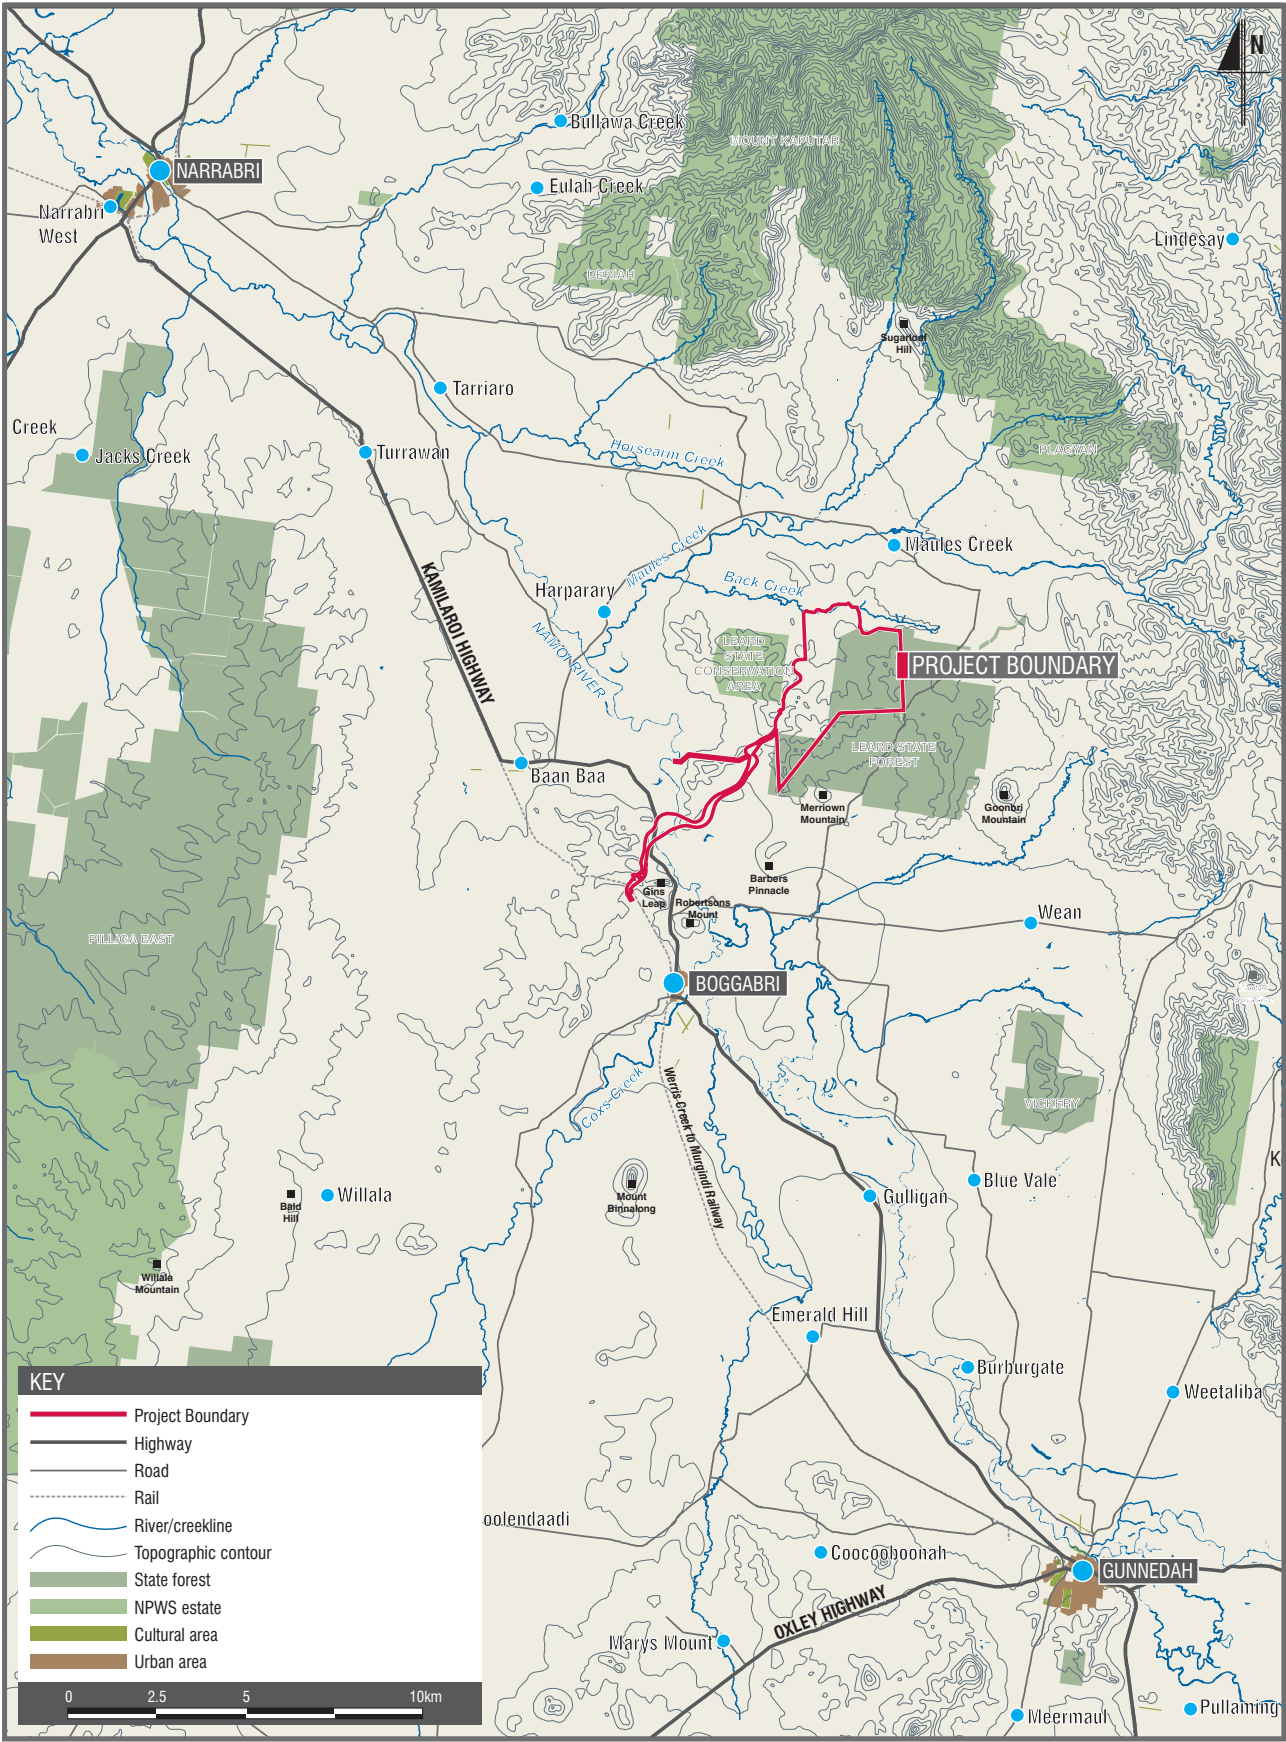 N
Bullawa Creek
MOUNT KAPUTAR
NARRABRI
Eulah Creek
Narrabri
West
Lindesay
DERIAH
Sugarloaf
Hill
Tarriaro
Creek
Jacks Creek
Turrawan
Horsearm Creek
PLAGYAN
Maules Creek
Maules Creek
KAMILAROI HIGHWAY
Back Creek
Harparary
NAMOI RIVER
LEARD
STATE
CONSERVATION
AREA
PROJECT BOUNDARY
LEARD STATE
FOREST
Baan Baa
Merriown
Mountain
Goonbri
Mountain
Barbers
Pinnacle
Gins
Leap
Robertsons
Mount
Wean
PILLIGA EAST
BOGGABRI
Coxs Creek
Werris Creek to Murgindi Railway
VICKERY
K
Blue Vale
Willala
Bald
Hill
Mount
Binnalong
Gulligan
Willala
Mountain
Emerald Hill
Burburgate
Weetaliba
KEY
Project Boundary
Highway
Road
Rail
River/creekline
Topographic contour
State forest
NPWS estate
Cultural area
Urban area
0 2.5 5 10km
oolendaadi
Coocooboonah
GUNNEDAH
OXLEY HIGHWAY
Marys Mount
Meermaul
Pullaming